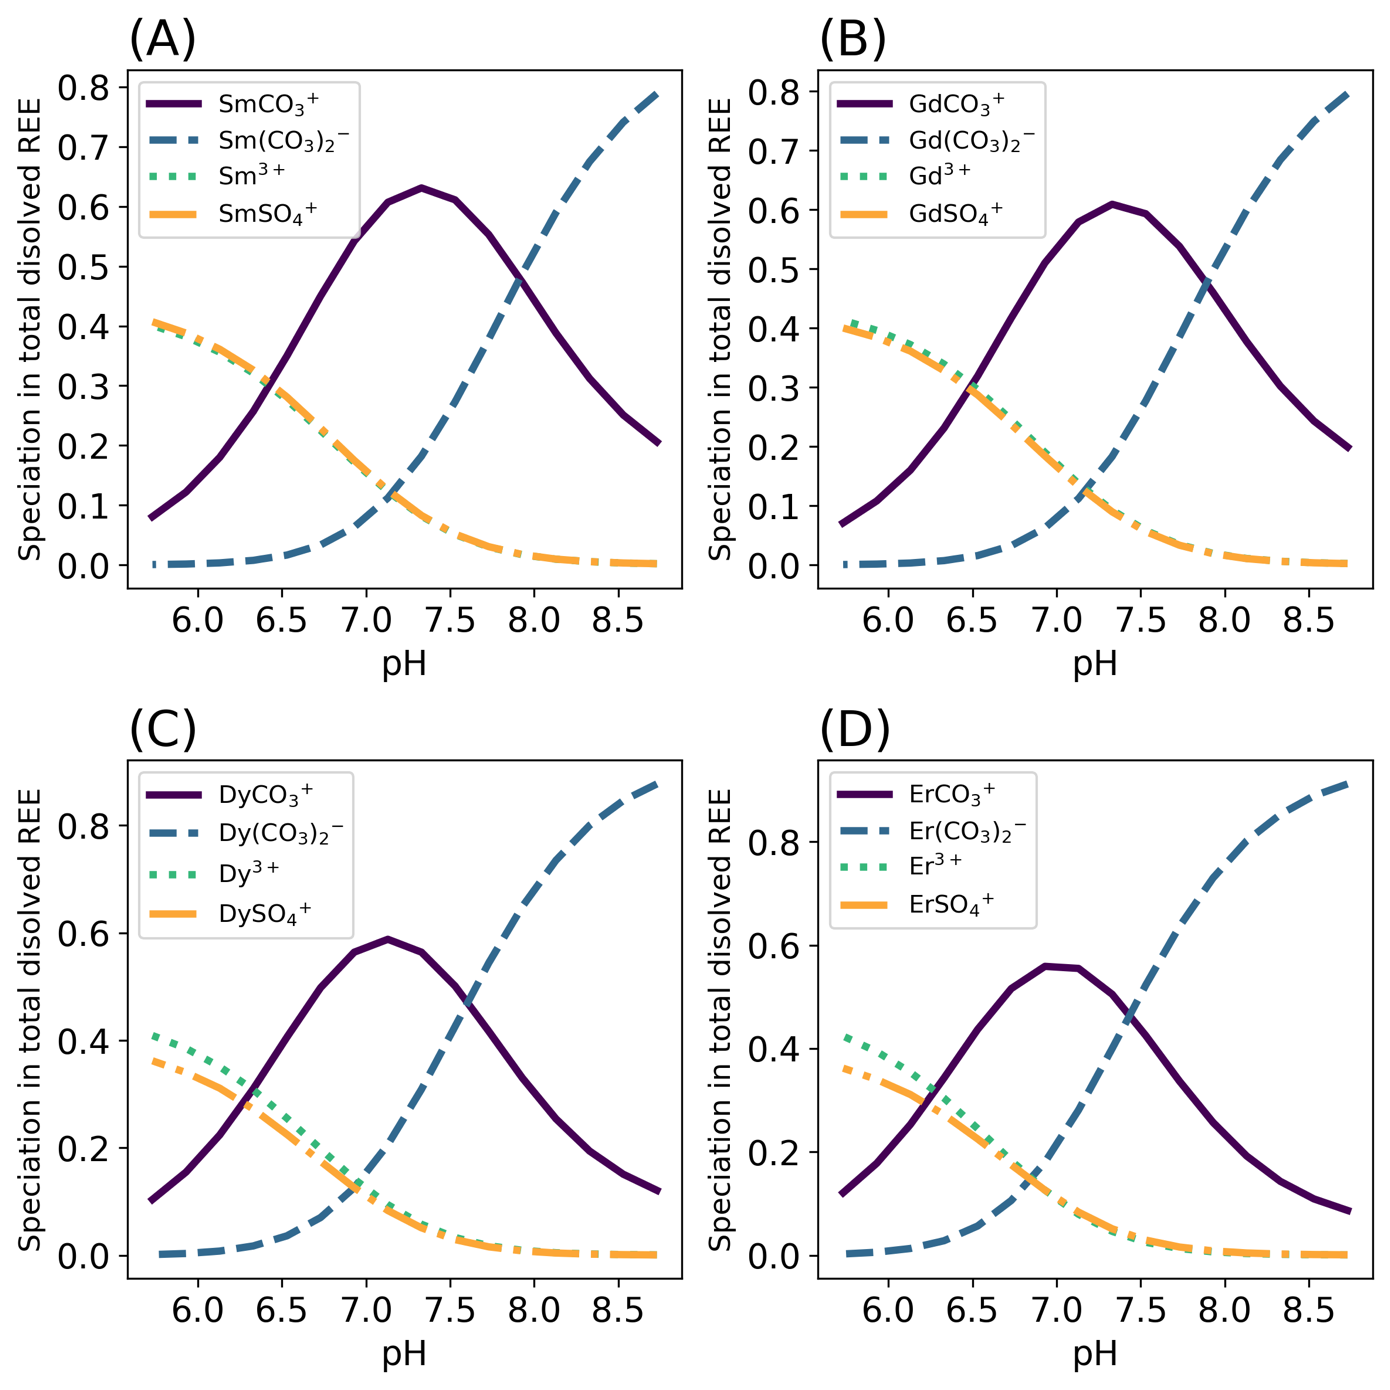 (A)
Speciation in total disolved REE
0.8
0.7
0.6
0.5
0.4
0.3
0.2
0.1
0.0
SmCO₃⁺
Sm(CO₃)₂⁻
Sm³⁺
SmSO₄⁺
6.0 6.5 7.0 7.5 8.0 8.5
pH
(B)
Speciation in total disolved REE
0.8
0.7
0.6
0.5
0.4
0.3
0.2
0.1
0.0
GdCO₃⁺
Gd(CO₃)₂⁻
Gd³⁺
GdSO₄⁺
6.0 6.5 7.0 7.5 8.0 8.5
pH
(C)
Speciation in total disolved REE
0.8
0.6
0.4
0.2
0.0
DyCO₃⁺
Dy(CO₃)₂⁻
Dy³⁺
DySO₄⁺
6.0 6.5 7.0 7.5 8.0 8.5
pH
(D)
Speciation in total disolved REE
0.8
0.6
0.4
0.2
0.0
ErCO₃⁺
Er(CO₃)₂⁻
Er³⁺
ErSO₄⁺
6.0 6.5 7.0 7.5 8.0 8.5
pH